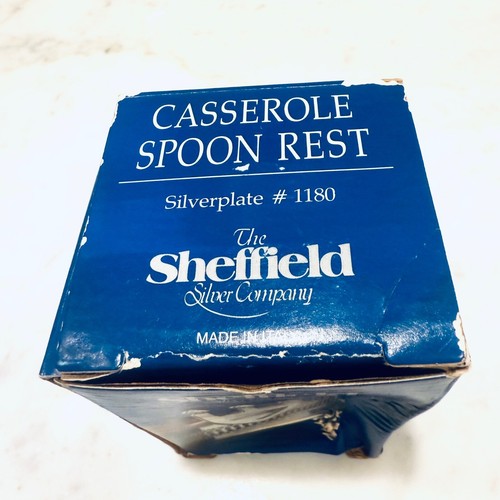 CASSEROLE
SPOON REST
Silverplate # 1180
The
Sheffield
Silver Company
MADE IN